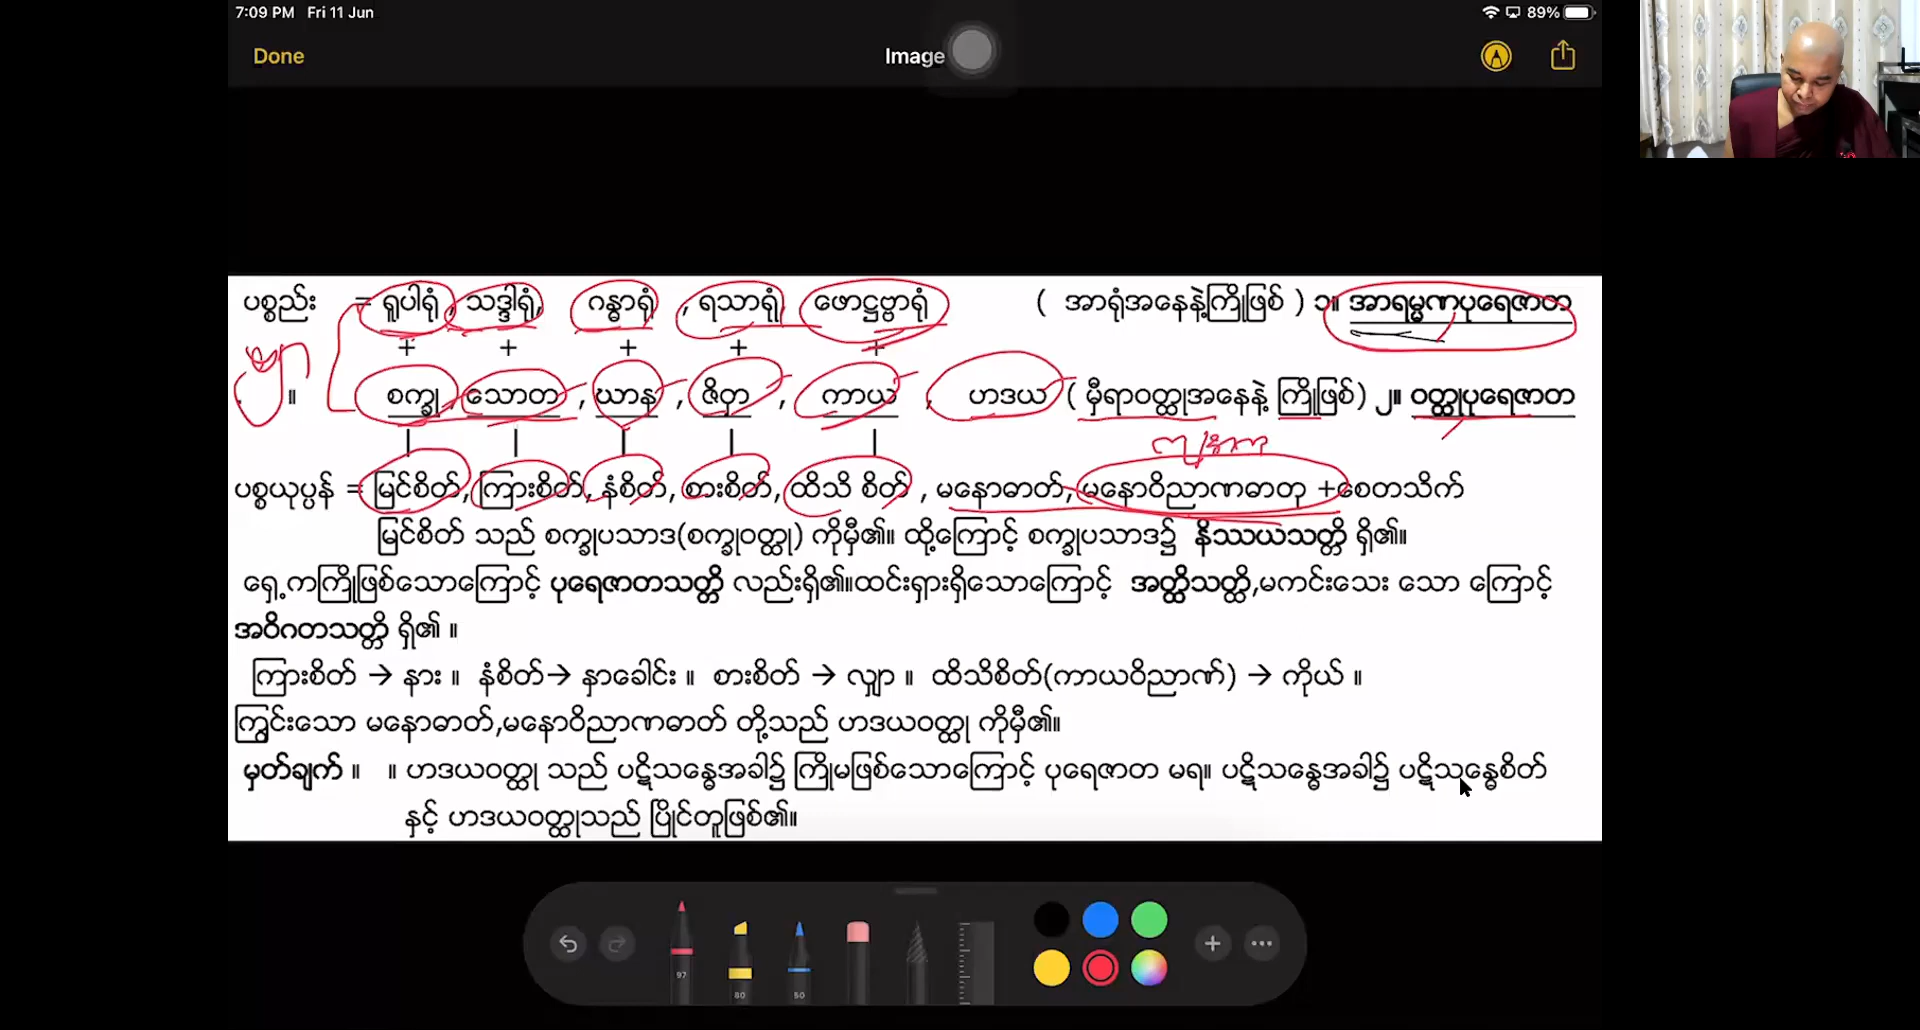 7:09 PM Fri 11 Jun
89%
Done
Image
ပစ္စည်း = ရူပါရုံ, သဒ္ဒါရုံ, ဂန္ဓာရုံ , ရသာရုံ, ဖောဋ္ဌဗ္ဗာရုံ ( အာရုံအနေနဲ့ကြိုဖြစ် ) ၁။ အာရမ္မဏပုရေဇာတ
+ + + + +
။ စက္ခု , သောတ , ဃာန , ဇိဝှာ , ကာယ , ဟဒယ ( မှီရာဝတ္ထုအနေနဲ့ ကြိုဖြစ်) ၂။ ဝတ္ထုပုရေဇာတ
ပစ္စယုပ္ပန် = မြင်စိတ်, ကြားစိတ်, နံစိတ်, စားစိတ်, ထိသိ စိတ် , မနောဓာတ်, မနောဝိညာဏဓာတု +စေတသိက်
မြင်စိတ် သည် စက္ခုပသာဒ(စက္ခုဝတ္ထု) ကိုမှီ၏။ ထို့ကြောင့် စက္ခုပသာဒ၌ နိဿယသတ္တိ ရှိ၏။
ရှေ့ကကြိုဖြစ်သောကြောင့် ပုရေဇာတသတ္တိ လည်းရှိ၏။ထင်းရှားရှိသောကြောင့် အတ္ထိသတ္တိ,မကင်းသေး သော ကြောင့်
အဝိဂတသတ္တိ ရှိ၏ ။
ကြားစိတ် → နား ။ နံစိတ်→ နှာခေါင်း ။ စားစိတ် → လျှာ ။ ထိသိစိတ်(ကာယဝိညာဏ်) → ကိုယ် ။
ကြွင်းသော မနောဓာတ်,မနောဝိညာဏဓာတ် တို့သည် ဟဒယဝတ္ထု ကိုမှီ၏။
မှတ်ချက် ။ ။ ဟဒယဝတ္ထု သည် ပဋိသန္ဓေအခါ၌ ကြိုမဖြစ်သောကြောင့် ပုရေဇာတ မရ။ ပဋိသန္ဓေအခါ၌ ပဋိသန္ဓေစိတ်
နှင့် ဟဒယဝတ္ထုသည် ပြိုင်တူဖြစ်၏။
97 80 50